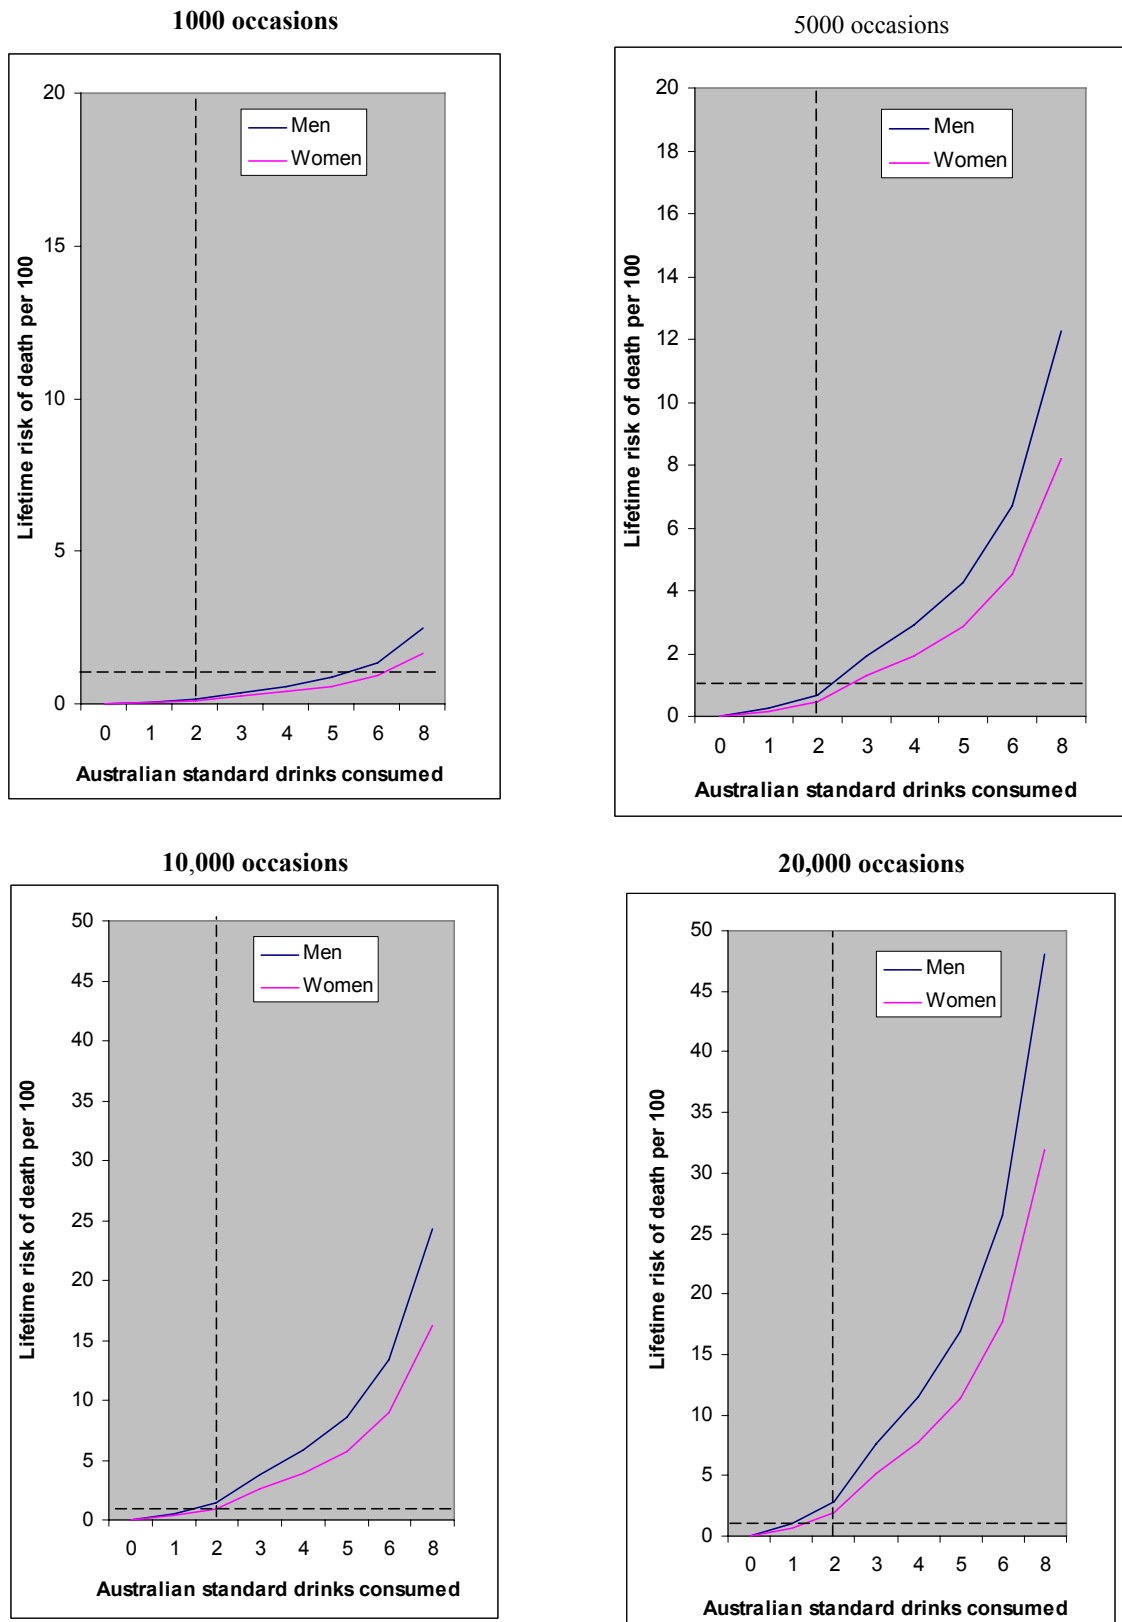 1000 occasions
20
15
10
5
0
Men
Women
Lifetime risk of death per 100
0 1 2 3 4 5 6 8
Australian standard drinks consumed
5000 occasions
20
18
16
14
12
10
8
6
4
2
0
Men
Women
Lifetime risk of death per 100
0 1 2 3 4 5 6 8
Australian standard drinks consumed
10,000 occasions
50
45
40
35
30
25
20
15
10
5
0
Men
Women
Lifetime risk of death per 100
0 1 2 3 4 5 6 8
Australian standard drinks consumed
20,000 occasions
50
45
40
35
30
25
20
15
10
5
0
Men
Women
Lifetime risk of death per 100
0 1 2 3 4 5 6 8
Australian standard drinks consumed